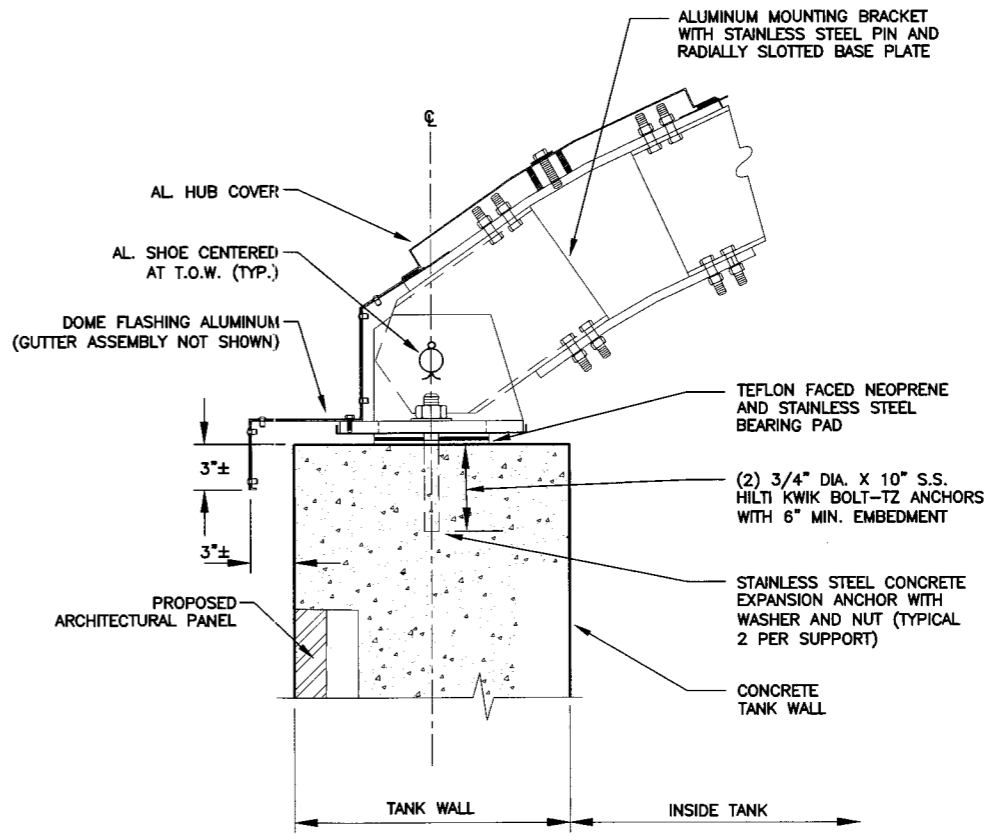 ALUMINUM MOUNTING BRACKET
WITH STAINLESS STEEL PIN AND
RADIALLY SLOTTED BASE PLATE
℄
AL. HUB COVER
AL. SHOE CENTERED
AT T.O.W. (TYP.)
DOME FLASHING ALUMINUM
(GUTTER ASSEMBLY NOT SHOWN)
TEFLON FACED NEOPRENE
AND STAINLESS STEEL
BEARING PAD
3"±
(2) 3/4" DIA. X 10" S.S.
HILTI KWIK BOLT-TZ ANCHORS
WITH 6" MIN. EMBEDMENT
3"±
PROPOSED
ARCHITECTURAL PANEL
STAINLESS STEEL CONCRETE
EXPANSION ANCHOR WITH
WASHER AND NUT (TYPICAL
2 PER SUPPORT)
CONCRETE
TANK WALL
TANK WALL
INSIDE TANK